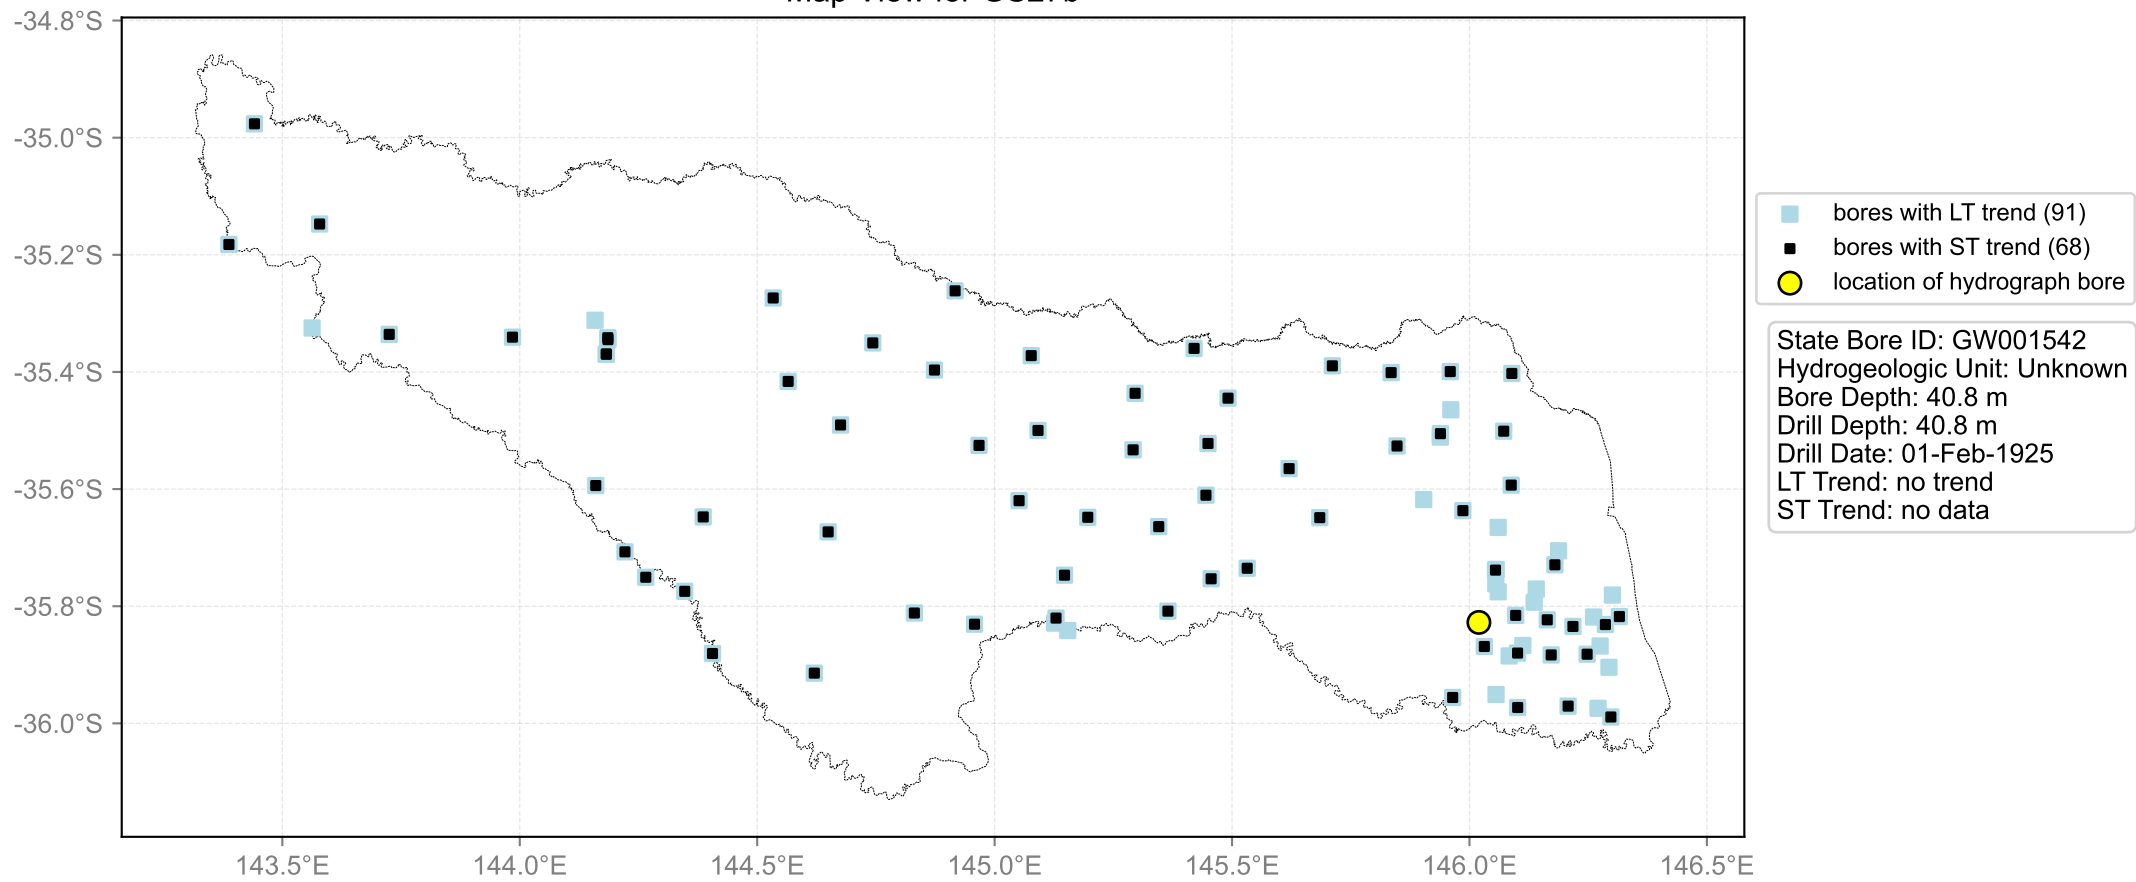 -34.8°S
-35.0°S
-35.2°S
-35.4°S
-35.6°S
-35.8°S
-36.0°S
143.5°E
144.0°E
144.5°E
145.0°E
145.5°E
146.0°E
146.5°E
bores with LT trend (91)
bores with ST trend (68)
location of hydrograph bore
State Bore ID: GW001542
Hydrogeologic Unit: Unknown
Bore Depth: 40.8 m
Drill Depth: 40.8 m
Drill Date: 01-Feb-1925
LT Trend: no trend
ST Trend: no data